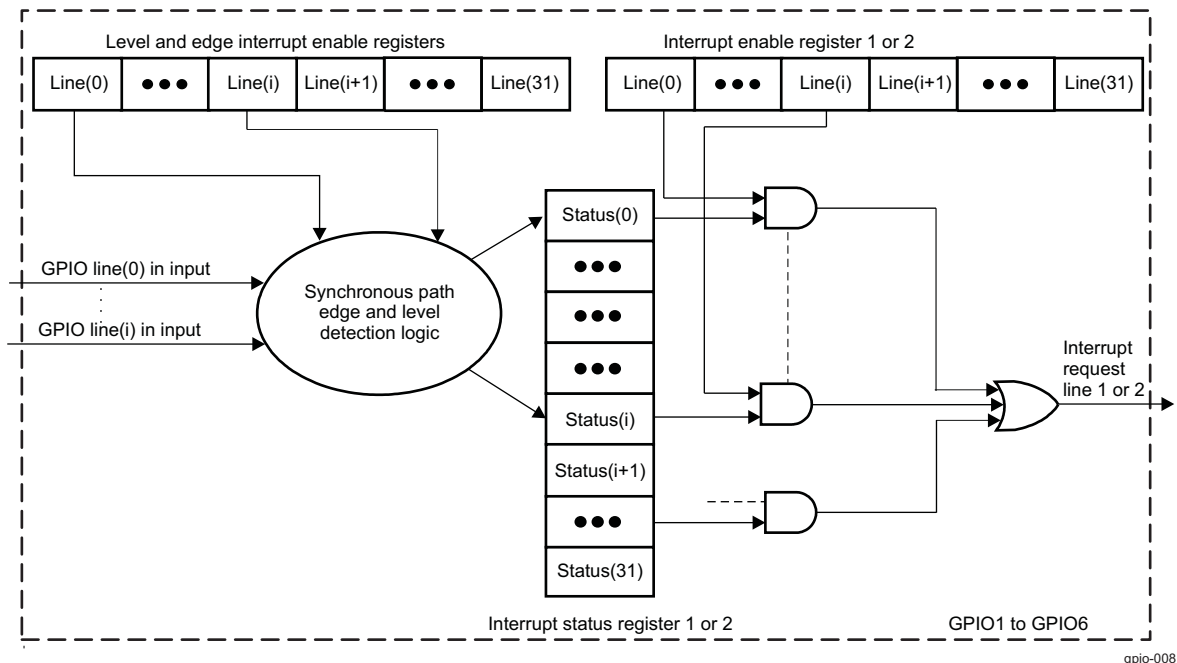 Level and edge interrupt enable registers
Interrupt enable register 1 or 2
Line(0) ●●● Line(i) Line(i+1) ●●● Line(31)
Line(0) ●●● Line(i) Line(i+1) ●●● Line(31)
GPIO line(0) in input
GPIO line(i) in input
Synchronous path
edge and level
detection logic
Status(0)
●●●
●●●
●●●
Status(i)
Status(i+1)
●●●
Status(31)
Interrupt
request
line 1 or 2
Interrupt status register 1 or 2
GPIO1 to GPIO6
gpio-008